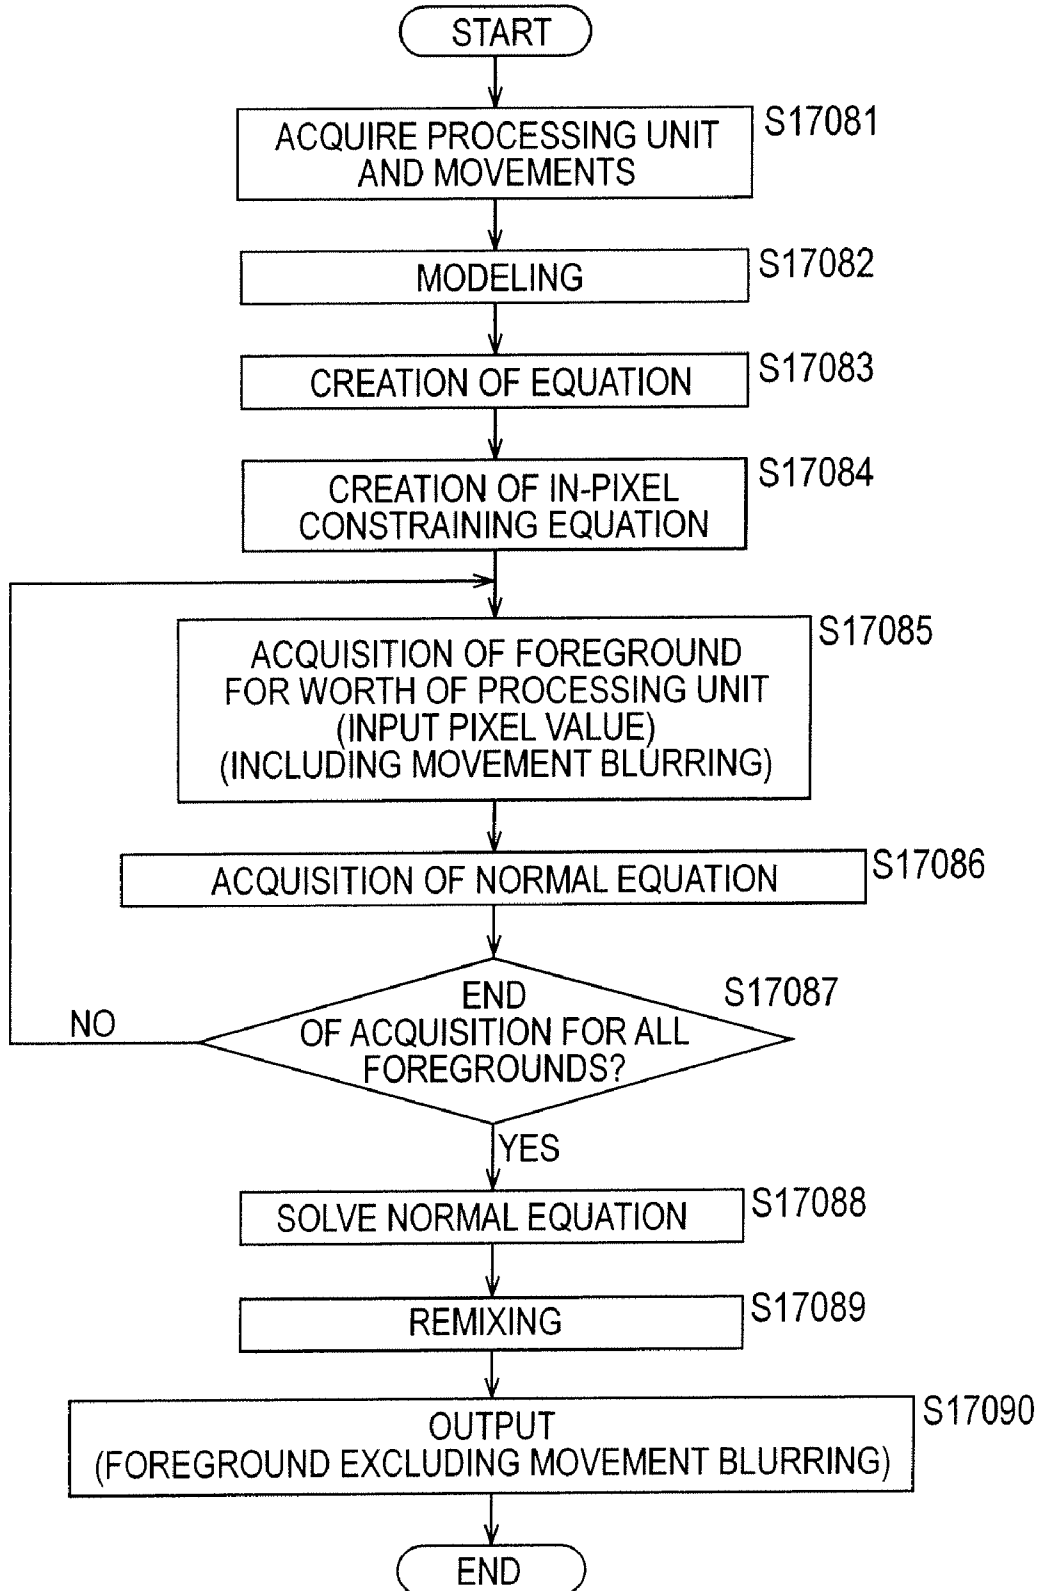 START
ACQUIRE PROCESSING UNIT
AND MOVEMENTS
S17081
MODELING
S17082
CREATION OF EQUATION
S17083
CREATION OF IN-PIXEL
CONSTRAINING EQUATION
S17084
ACQUISITION OF FOREGROUND
FOR WORTH OF PROCESSING UNIT
(INPUT PIXEL VALUE)
(INCLUDING MOVEMENT BLURRING)
S17085
ACQUISITION OF NORMAL EQUATION
S17086
END
OF ACQUISITION FOR ALL
FOREGROUNDS?
S17087
NO
YES
SOLVE NORMAL EQUATION
S17088
REMIXING
S17089
OUTPUT
(FOREGROUND EXCLUDING MOVEMENT BLURRING)
S17090
END